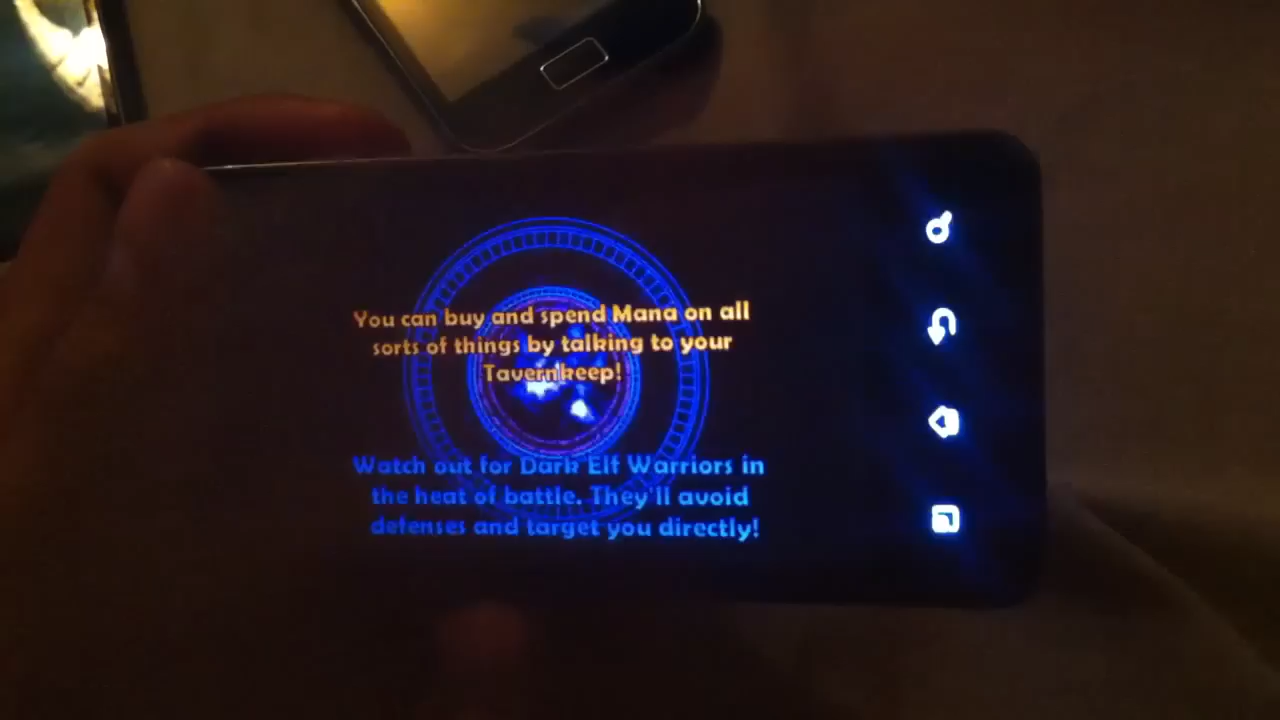 You can buy and spend Mana on all
sorts of things by talking to your
Tavernkeep!
Watch out for Dark Elf Warriors in
the heat of battle. They'll avoid
defenses and target you directly!